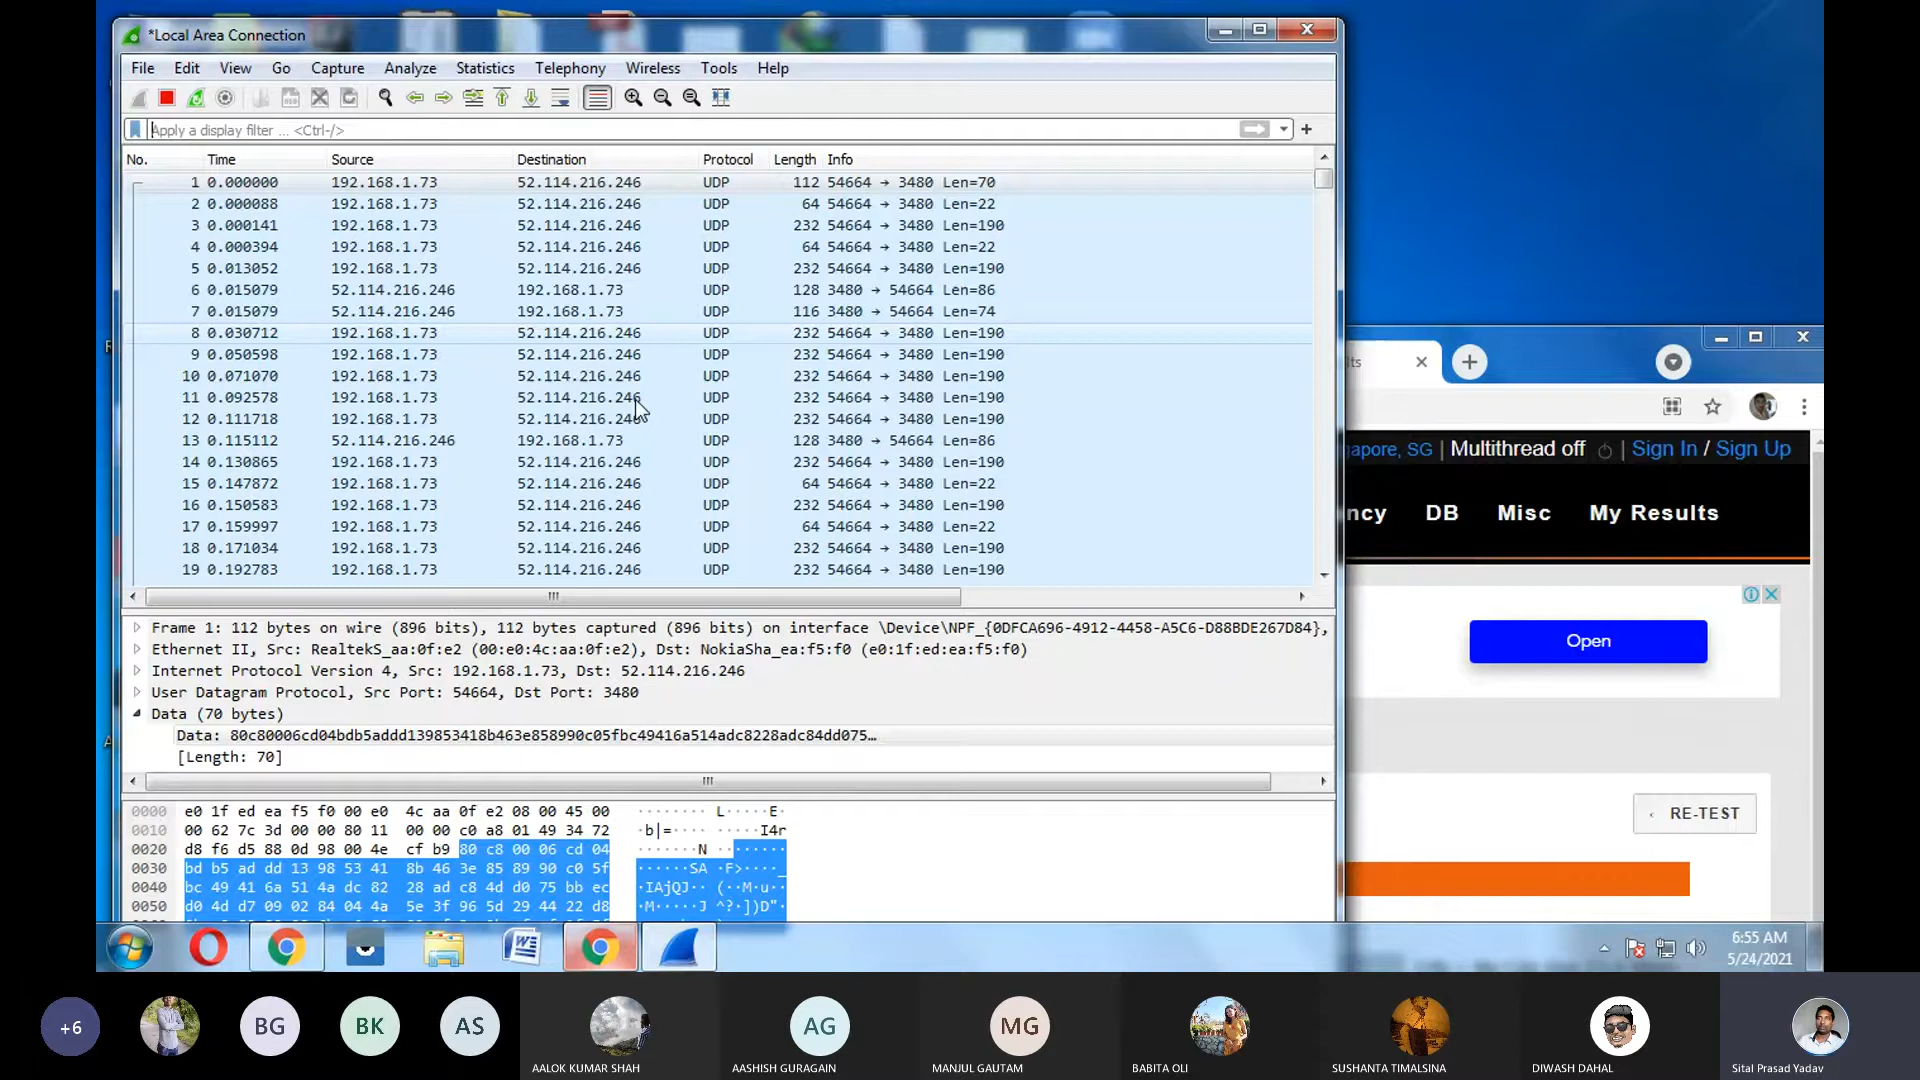 *Local Area Connection
File Edit View Go Capture Analyze Statistics Telephony Wireless Tools Help
Apply a display filter ... <Ctrl-/>
No. Time Source Destination Protocol Length Info
1 0.000000 192.168.1.73 52.114.216.246 UDP 112 54664 → 3480 Len=70
2 0.000088 192.168.1.73 52.114.216.246 UDP 64 54664 → 3480 Len=22
3 0.000141 192.168.1.73 52.114.216.246 UDP 232 54664 → 3480 Len=190
4 0.000394 192.168.1.73 52.114.216.246 UDP 64 54664 → 3480 Len=22
5 0.013052 192.168.1.73 52.114.216.246 UDP 232 54664 → 3480 Len=190
6 0.015079 52.114.216.246 192.168.1.73 UDP 128 3480 → 54664 Len=86
7 0.015079 52.114.216.246 192.168.1.73 UDP 116 3480 → 54664 Len=74
8 0.030712 192.168.1.73 52.114.216.246 UDP 232 54664 → 3480 Len=190
9 0.050598 192.168.1.73 52.114.216.246 UDP 232 54664 → 3480 Len=190
10 0.071070 192.168.1.73 52.114.216.246 UDP 232 54664 → 3480 Len=190
11 0.092578 192.168.1.73 52.114.216.246 UDP 232 54664 → 3480 Len=190
12 0.111718 192.168.1.73 52.114.216.246 UDP 232 54664 → 3480 Len=190
13 0.115112 52.114.216.246 192.168.1.73 UDP 128 3480 → 54664 Len=86
14 0.130865 192.168.1.73 52.114.216.246 UDP 232 54664 → 3480 Len=190
15 0.147872 192.168.1.73 52.114.216.246 UDP 64 54664 → 3480 Len=22
16 0.150583 192.168.1.73 52.114.216.246 UDP 232 54664 → 3480 Len=190
17 0.159997 192.168.1.73 52.114.216.246 UDP 64 54664 → 3480 Len=22
18 0.171034 192.168.1.73 52.114.216.246 UDP 232 54664 → 3480 Len=190
19 0.192783 192.168.1.73 52.114.216.246 UDP 232 54664 → 3480 Len=190
Frame 1: 112 bytes on wire (896 bits), 112 bytes captured (896 bits) on interface \Device\NPF_{0DFCA696-4912-4458-A5C6-D88BDE267D84},
Ethernet II, Src: RealtekS_aa:0f:e2 (00:e0:4c:aa:0f:e2), Dst: NokiaSha_ea:f5:f0 (e0:1f:ed:ea:f5:f0)
Internet Protocol Version 4, Src: 192.168.1.73, Dst: 52.114.216.246
User Datagram Protocol, Src Port: 54664, Dst Port: 3480
Data (70 bytes)
Data: 80c80006cd04bdb5addd139853418b463e858990c05fbc49416a514adc8228adc84dd075…
[Length: 70]
0000 e0 1f ed ea f5 f0 00 e0 4c aa 0f e2 08 00 45 00 ········ L·····E·
0010 00 62 7c 3d 00 00 80 11 00 00 c0 a8 01 49 34 72 ·b|=···· ·····I4r
0020 d8 f6 d5 88 0d 98 00 4e cf b9 80 c8 00 06 cd 04 ·······N ········
0030 bd b5 ad dd 13 98 53 41 8b 46 3e 85 89 90 c0 5f ······SA ·F>····_
0040 bc 49 41 6a 51 4a dc 82 28 ad c8 4d d0 75 bb ec ·IAjQJ·· (··M·u··
0050 d0 4d d7 09 02 84 04 4a 5e 3f 96 5d 29 44 22 d8 ·M·····J ^?·])D"·
lts
gapore, SG | Multithread off | Sign In / Sign Up
ncy DB Misc My Results
Open
‹ RE-TEST
6:55 AM
5/24/2021
+6 BG BK AS AG MG
AALOK KUMAR SHAH AASHISH GURAGAIN MANJUL GAUTAM BABITA OLI SUSHANTA TIMALSINA DIWASH DAHAL Sital Prasad Yadav